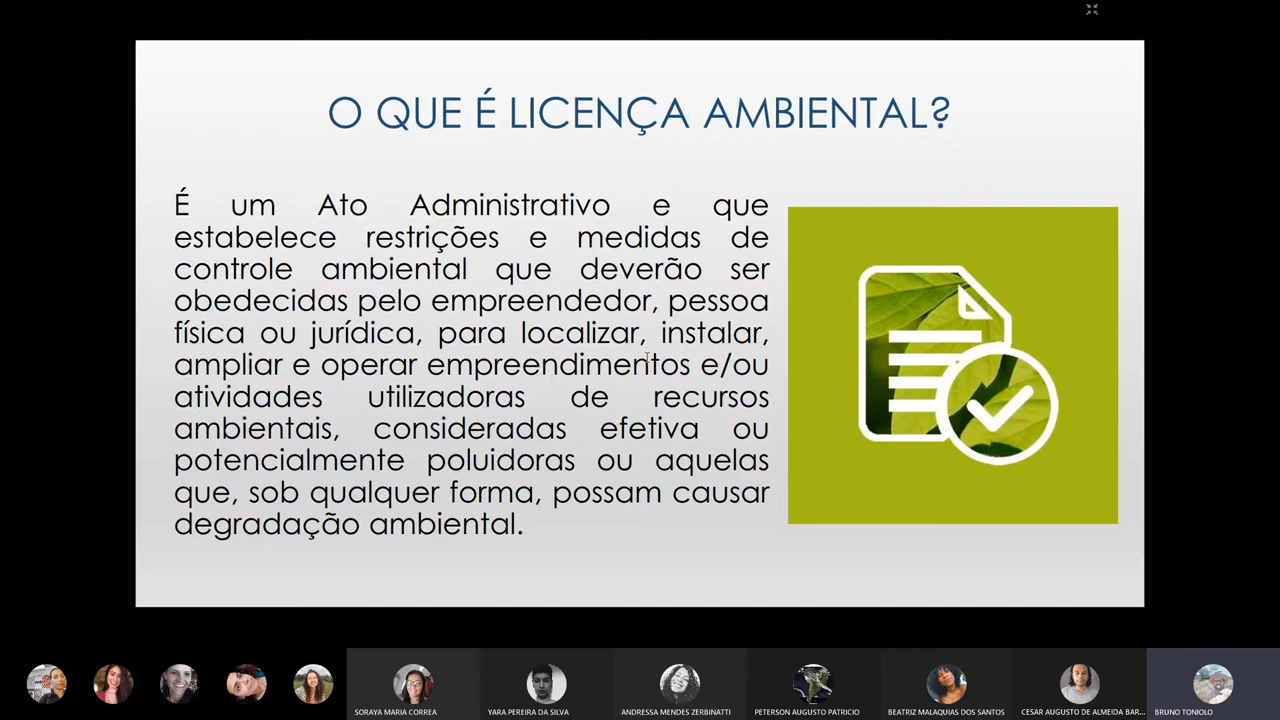 O QUE É LICENÇA AMBIENTAL?
É um Ato Administrativo e que
estabelece restrições e medidas de
controle ambiental que deverão ser
obedecidas pelo empreendedor, pessoa
física ou jurídica, para localizar, instalar,
ampliar e operar empreendimentos e/ou
atividades utilizadoras de recursos
ambientais, consideradas efetiva ou
potencialmente poluidoras ou aquelas
que, sob qualquer forma, possam causar
degradação ambiental.
SORAYA MARIA CORREA
YARA PEREIRA DA SILVA
ANDRESSA MENDES ZERBINATTI
PETERSON AUGUSTO PATRICIO
BEATRIZ MALAQUIAS DOS SANTOS
CESAR AUGUSTO DE ALMEIDA BAR...
BRUNO TONIOLO